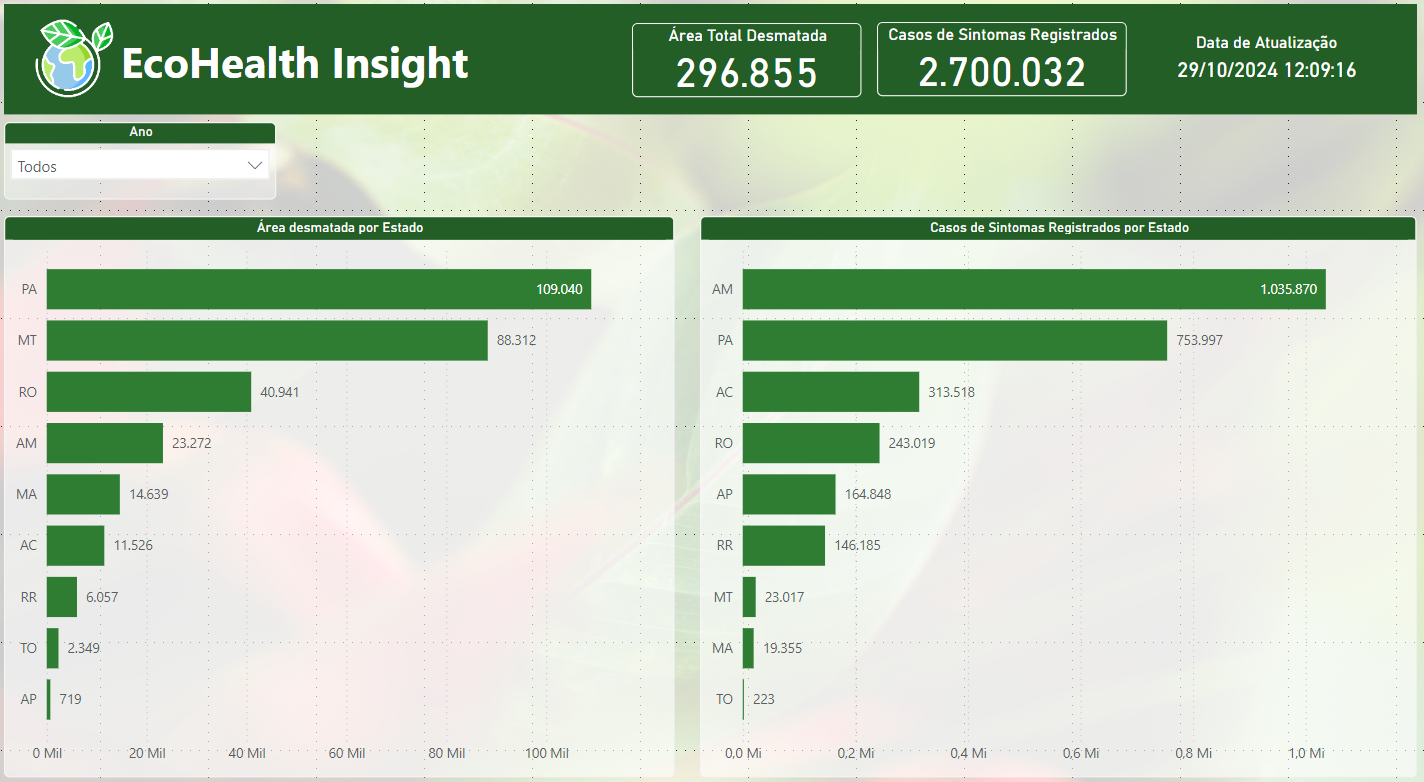 EcoHealth Insight
Área Total Desmatada
296.855
Casos de Sintomas Registrados
2.700.032
Data de Atualização
29/10/2024 12:09:16
Ano
Todos
Área desmatada por Estado
PA 109.040
MT 88.312
RO 40.941
AM 23.272
MA 14.639
AC 11.526
RR 6.057
TO 2.349
AP 719
0 Mil 20 Mil 40 Mil 60 Mil 80 Mil 100 Mil
Casos de Sintomas Registrados por Estado
AM 1.035.870
PA 753.997
AC 313.518
RO 243.019
AP 164.848
RR 146.185
MT 23.017
MA 19.355
TO 223
0,0 Mi 0,2 Mi 0,4 Mi 0,6 Mi 0,8 Mi 1,0 Mi